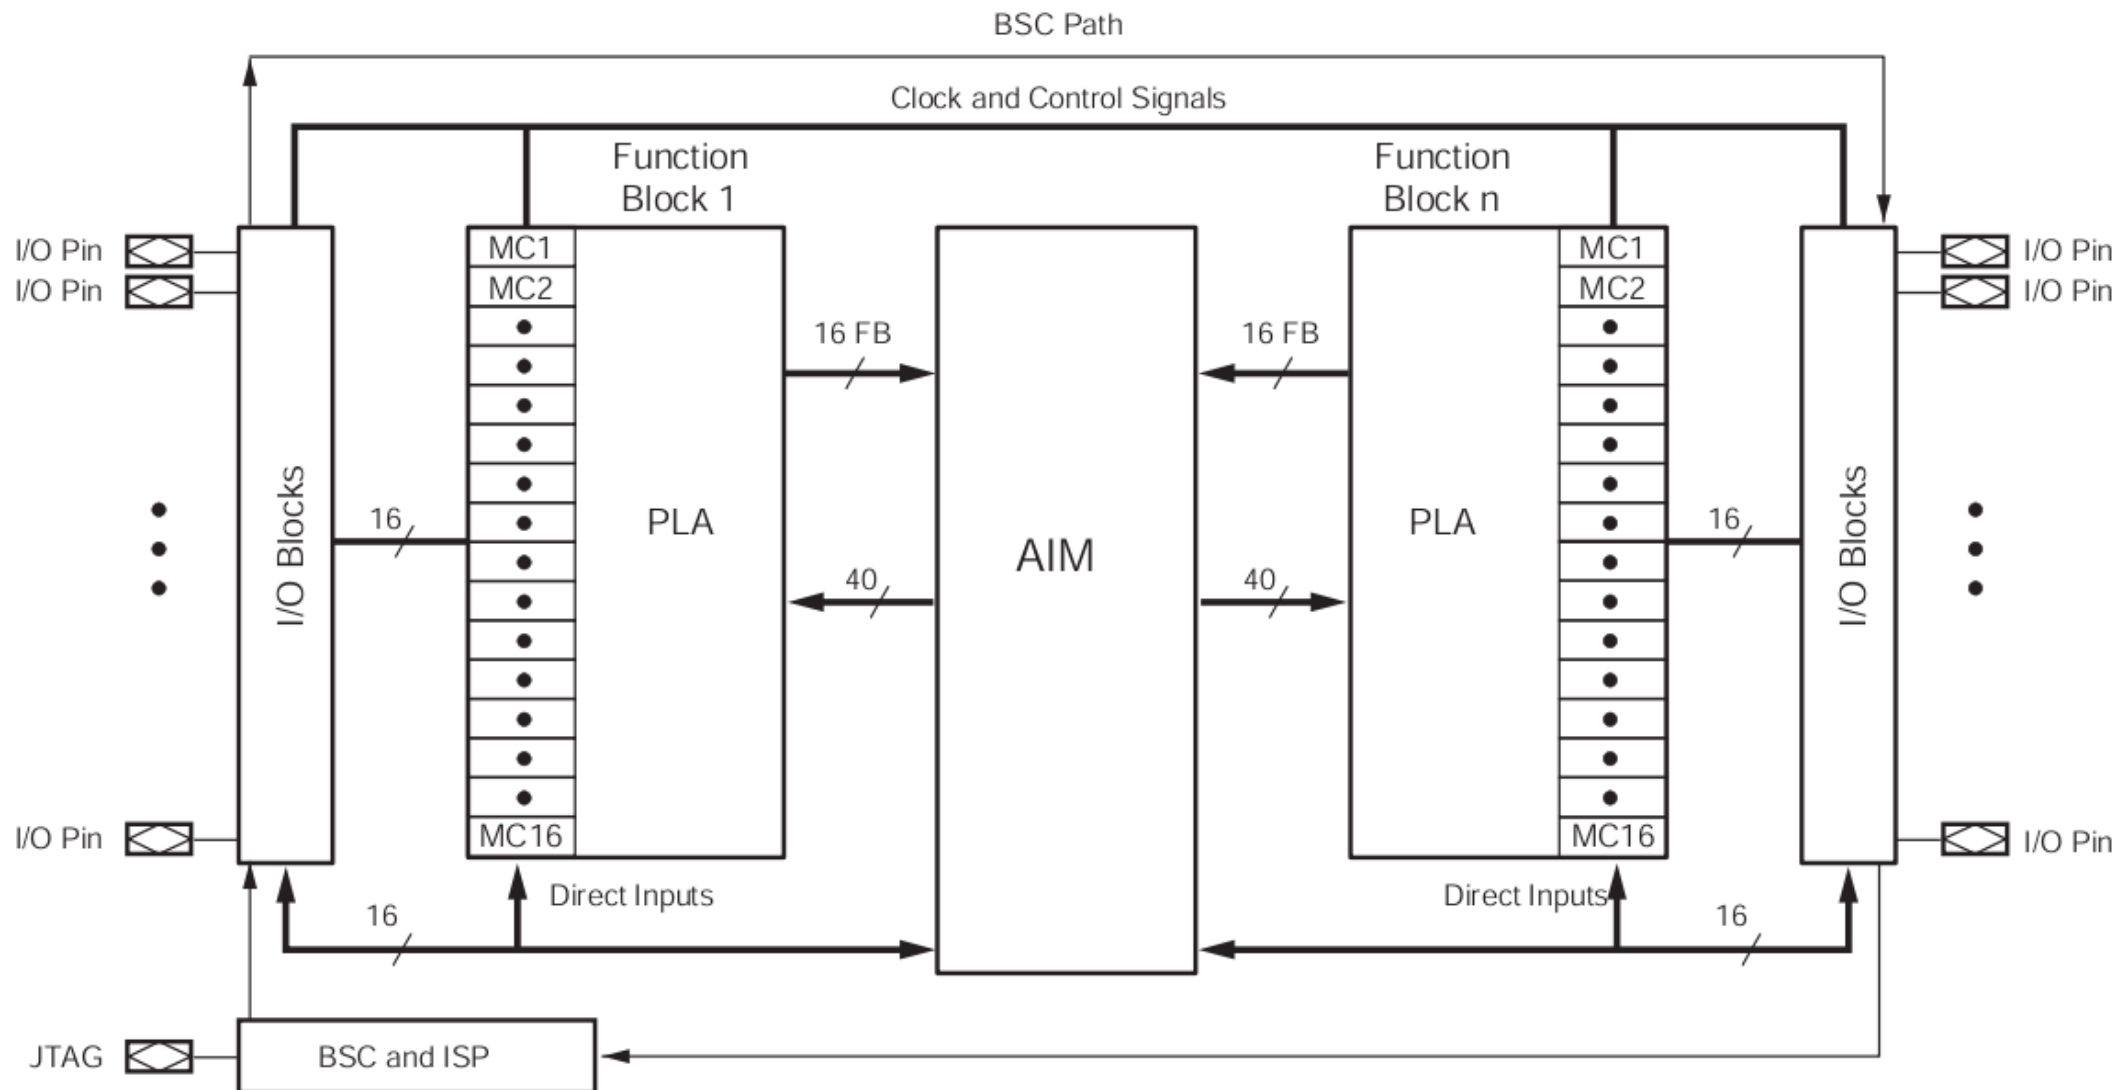 BSC Path
Clock and Control Signals
Function
Block 1
Function
Block n
I/O Pin
MC1
MC1
I/O Pin
I/O Pin
MC2
MC2
I/O Pin
16 FB
16 FB
I/O Blocks
16
PLA
AIM
PLA
16
I/O Blocks
40
40
I/O Pin
MC16
MC16
I/O Pin
Direct Inputs
Direct Inputs
16
16
JTAG
BSC and ISP